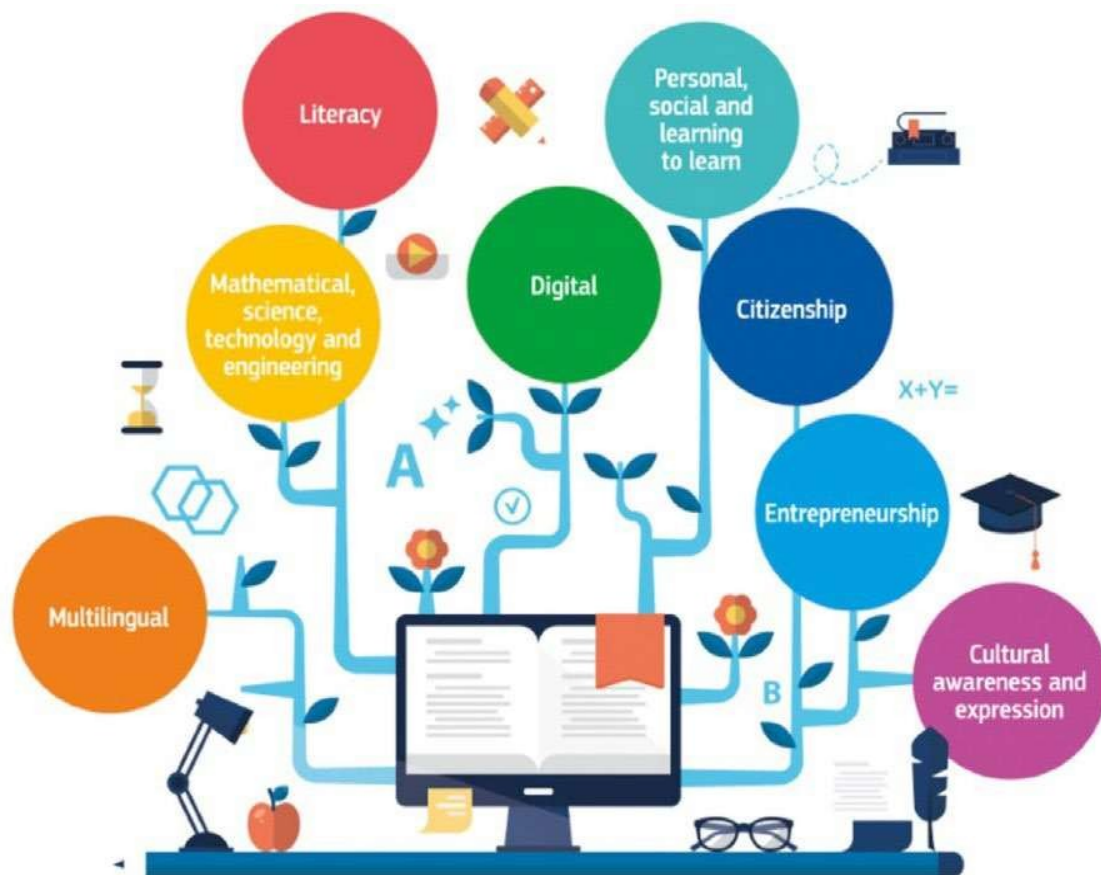 Literacy
Personal,
social and
learning
to learn
Mathematical,
science,
technology and
engineering
Digital
Citizenship
X+Y=
A
Entrepreneurship
Multilingual
B
Cultural
awareness and
expression